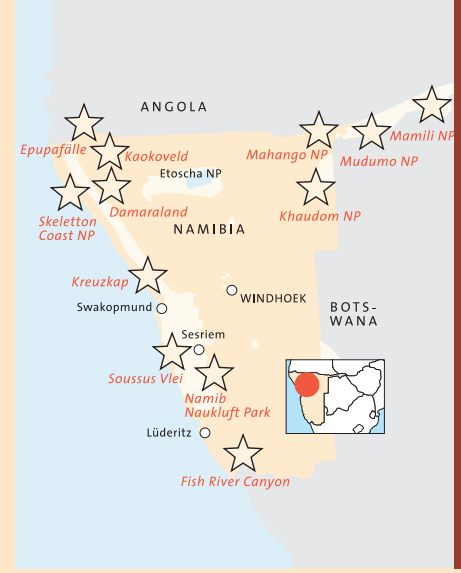 ANGOLA
Epupafälle
Kaokoveld
Etoscha NP
Mahango NP
Mamili NP
Mudumo NP
Skeletton
Coast NP
Damaraland
Khaudom NP
NAMIBIA
Kreuzkap
Swakopmund
WINDHOEK
BOTS-
WANA
Sesriem
Soussus Vlei
Namib
Naukluft Park
Lüderitz
Fish River Canyon